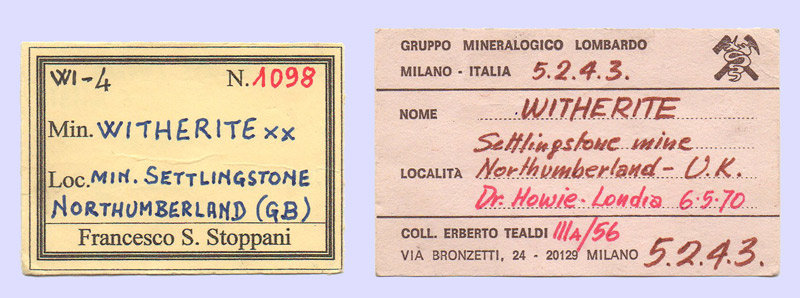 WI-4 N.1098
Min. WITHERITE xx
Loc. MIN. SETTLINGSTONE
NORTHUMBERLAND (GB)
Francesco S. Stoppani
GRUPPO MINERALOGICO LOMBARDO
MILANO - ITALIA 5.2.4.3.
NOME WITHERITE
Settlingstone mine
LOCALITÀ Northumberland - U.K.
Dr. Howie - Londra 6-5-70
COLL. ERBERTO TEALDI IIIA/56
VIA BRONZETTI, 24 - 20129 MILANO 5.2.4.3.